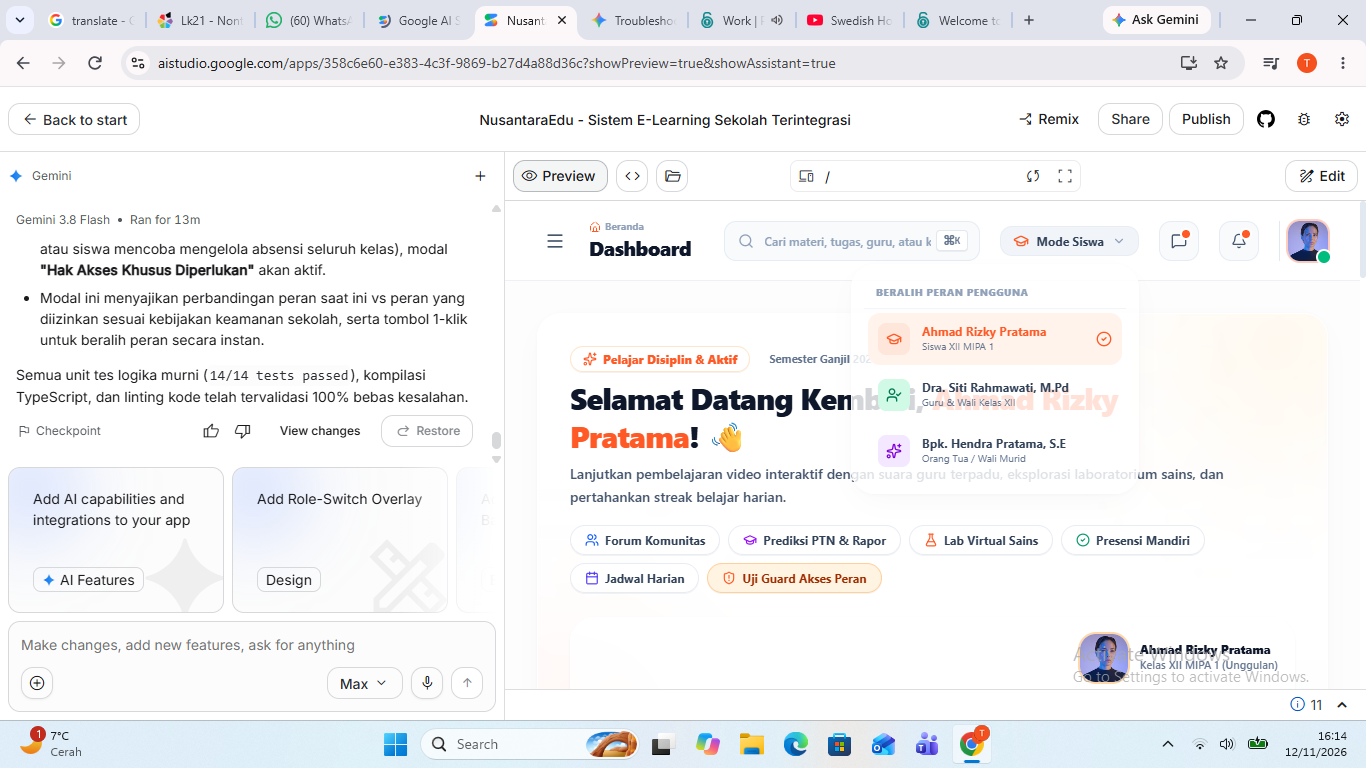 translate - G
Lk21 - Nont
(60) WhatsA
Google AI S
Nusant
Troublesho
Work | F
Swedish Ho
Welcome to
Ask Gemini
aistudio.google.com/apps/358c6e60-e383-4c3f-9869-b27d4a88d36c?showPreview=true&showAssistant=true
T
Back to start
NusantaraEdu - Sistem E-Learning Sekolah Terintegrasi
Remix
Share
Publish
Gemini
Preview
/
Edit
Gemini 3.8 Flash • Ran for 13m
atau siswa mencoba mengelola absensi seluruh kelas), modal
"Hak Akses Khusus Diperlukan" akan aktif.
• Modal ini menyajikan perbandingan peran saat ini vs peran yang
diizinkan sesuai kebijakan keamanan sekolah, serta tombol 1-klik
untuk beralih peran secara instan.
Semua unit tes logika murni (14/14 tests passed), kompilasi
TypeScript, dan linting kode telah tervalidasi 100% bebas kesalahan.
Checkpoint
View changes
Restore
Add AI capabilities and
integrations to your app
AI Features
Add Role-Switch Overlay
Design
Make changes, add new features, ask for anything
Max
Beranda
Dashboard
Cari materi, tugas, guru, atau k
⌘K
Mode Siswa
BERALIH PERAN PENGGUNA
Ahmad Rizky Pratama
Siswa XII MIPA 1
Dra. Siti Rahmawati, M.Pd
Guru & Wali Kelas XII
Bpk. Hendra Pratama, S.E
Orang Tua / Wali Murid
Pelajar Disiplin & Aktif
Semester Ganjil 202
Selamat Datang Kembali, Ahmad Rizky
Pratama! 👋
Lanjutkan pembelajaran video interaktif dengan suara guru terpadu, eksplorasi laboratorium sains, dan
pertahankan streak belajar harian.
Forum Komunitas
Prediksi PTN & Rapor
Lab Virtual Sains
Presensi Mandiri
Jadwal Harian
Uji Guard Akses Peran
Ahmad Rizky Pratama
Kelas XII MIPA 1 (Unggulan)
Activate Windows
Go to Settings to activate Windows.
11
1
7°C
Cerah
Search
T
16:14
12/11/2026